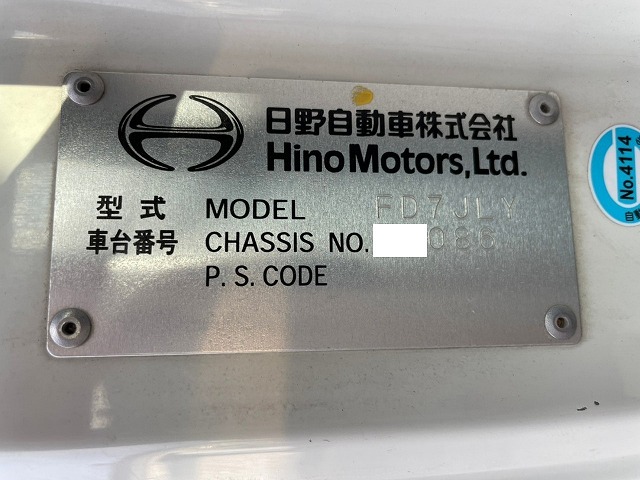 日野自動車株式会社
Hino Motors, Ltd.
型式 MODEL FD7JLY
車台番号 CHASSIS NO. 086
P.S.CODE
No.4114